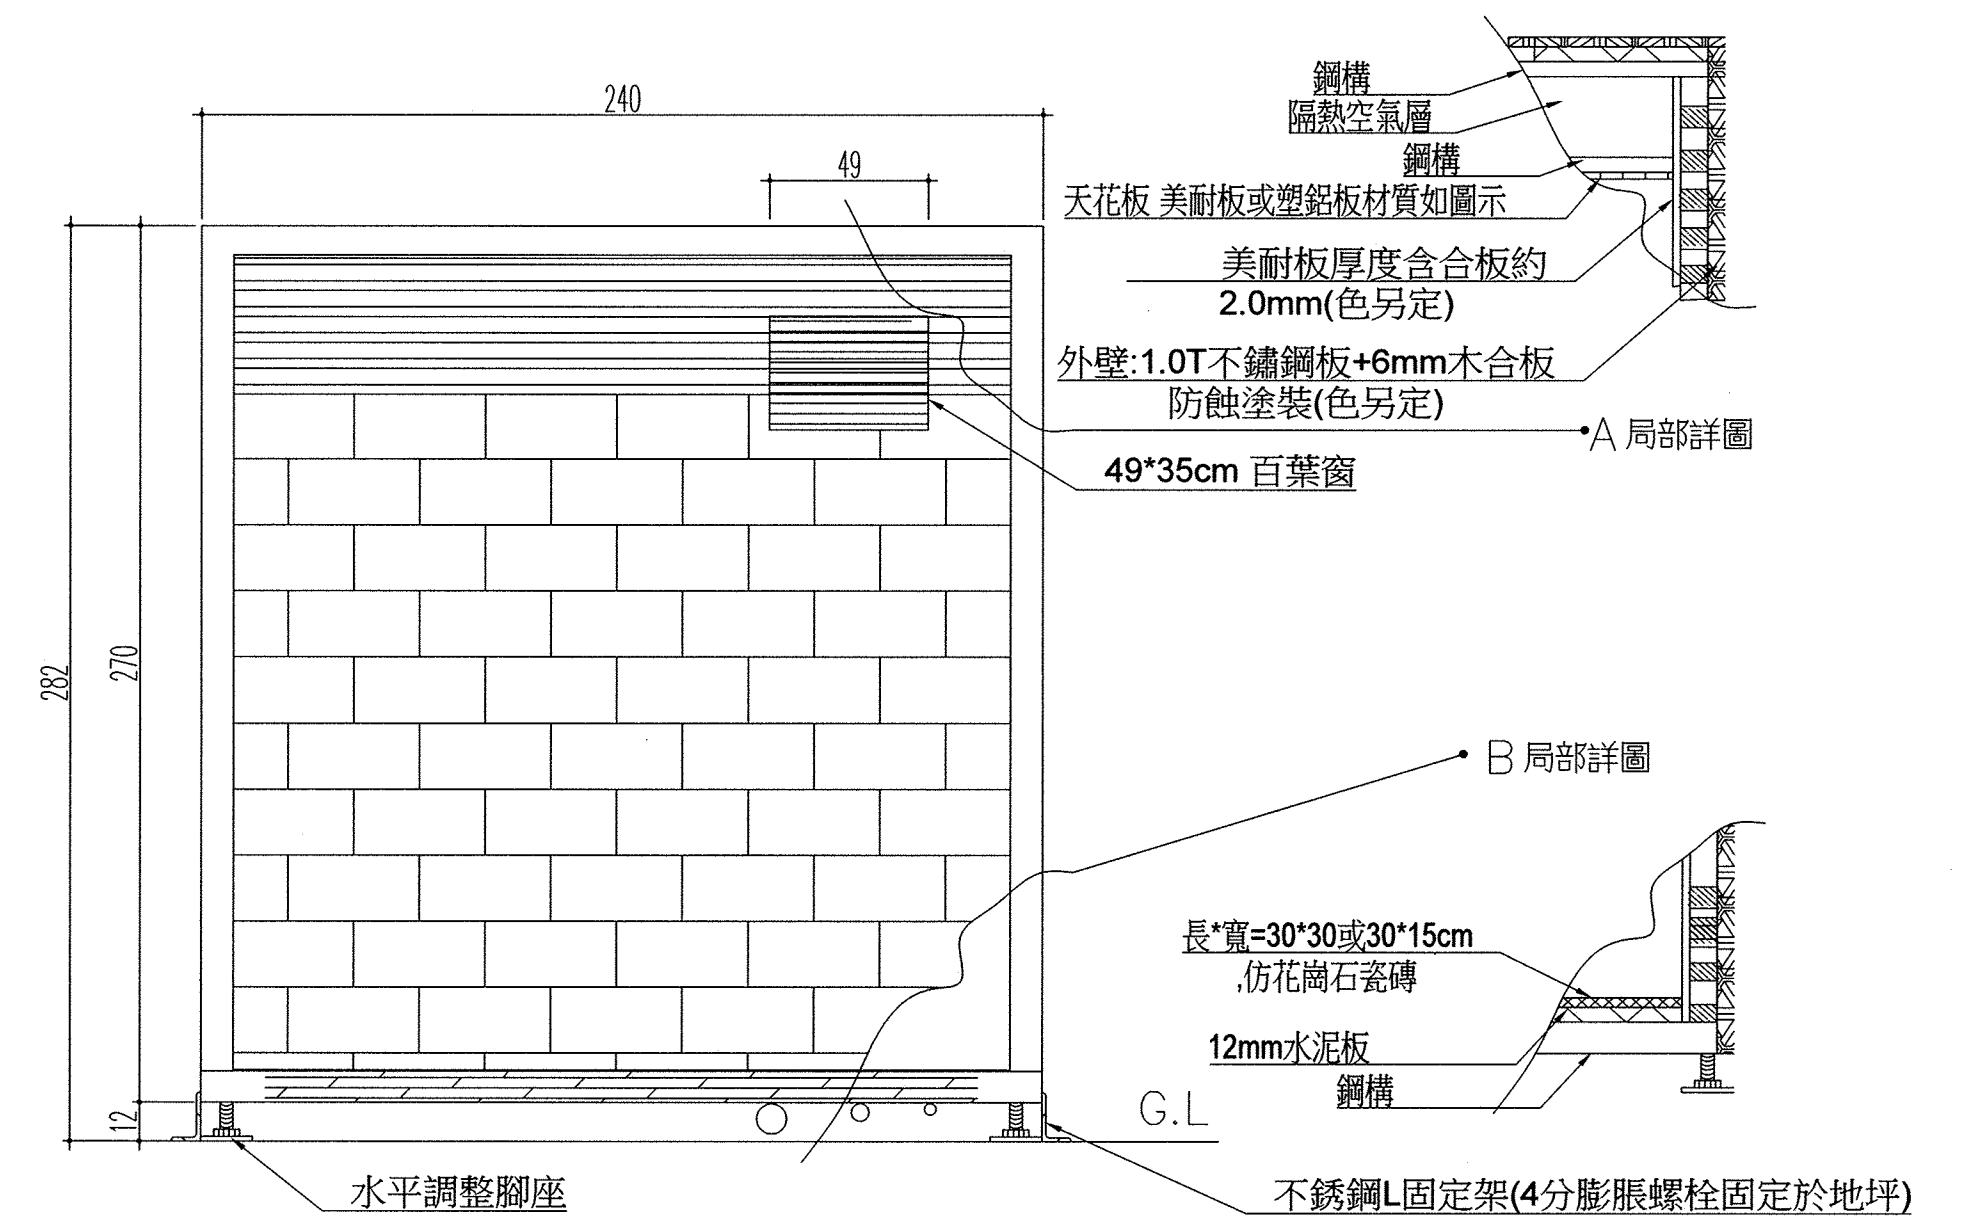 240
49
282
270
12
鋼構
隔熱空氣層
鋼構
天花板 美耐板或塑鋁板材質如圖示
美耐板厚度含合板約
2.0mm(色另定)
外壁:1.0T不鏽鋼板+6mm木合板
防蝕塗裝(色另定)
A 局部詳圖
49*35cm 百葉窗
B 局部詳圖
長*寬=30*30或30*15cm
,仿花崗石瓷磚
12mm水泥板
鋼構
G.L
水平調整腳座
不銹鋼L固定架(4分膨脹螺栓固定於地坪)